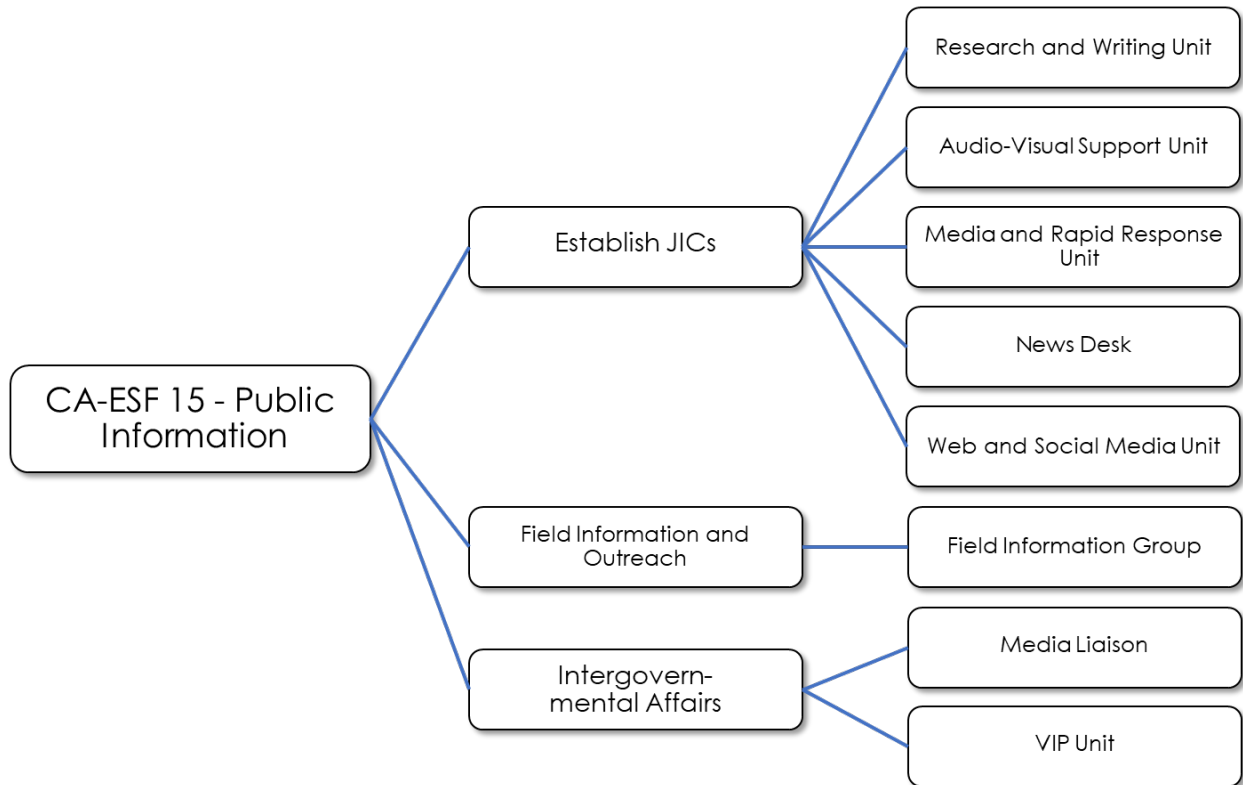 CA-ESF 15 - Public
Information
Establish JICs
Field Information and
Outreach
Intergovern-
mental Affairs
Research and Writing Unit
Audio-Visual Support Unit
Media and Rapid Response
Unit
News Desk
Web and Social Media Unit
Field Information Group
Media Liaison
VIP Unit